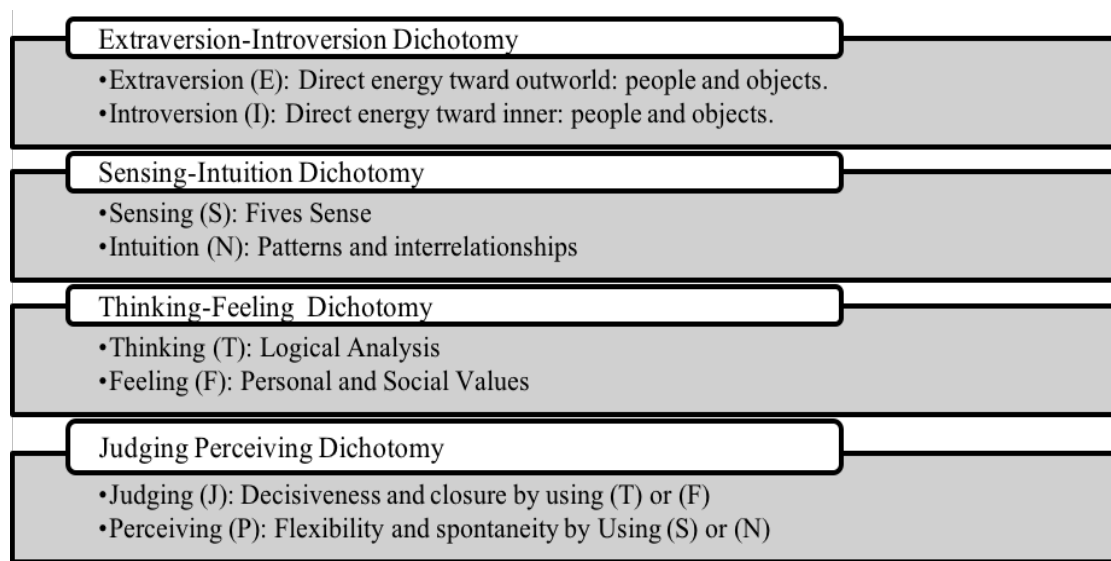 Extraversion-Introversion Dichotomy
•Extraversion (E): Direct energy tward outworld: people and objects.
•Introversion (I): Direct energy tward inner: people and objects.
Sensing-Intuition Dichotomy
•Sensing (S): Fives Sense
•Intuition (N): Patterns and interrelationships
Thinking-Feeling  Dichotomy
•Thinking (T): Logical Analysis
•Feeling (F): Personal and Social Values
Judging Perceiving Dichotomy
•Judging (J): Decisiveness and closure by using (T) or (F)
•Perceiving (P): Flexibility and spontaneity by Using (S) or (N)